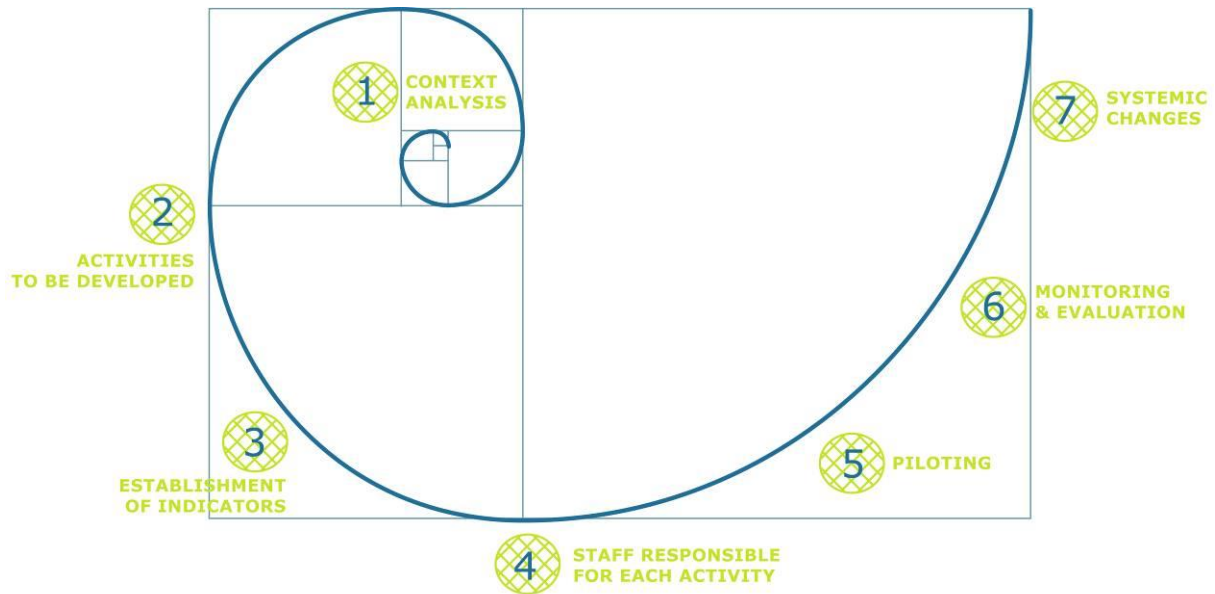 1
CONTEXT
ANALYSIS
2
ACTIVITIES
TO BE DEVELOPED
3
ESTABLISHMENT
OF INDICATORS
4
STAFF RESPONSIBLE
FOR EACH ACTIVITY
5
PILOTING
6
MONITORING
& EVALUATION
7
SYSTEMIC
CHANGES